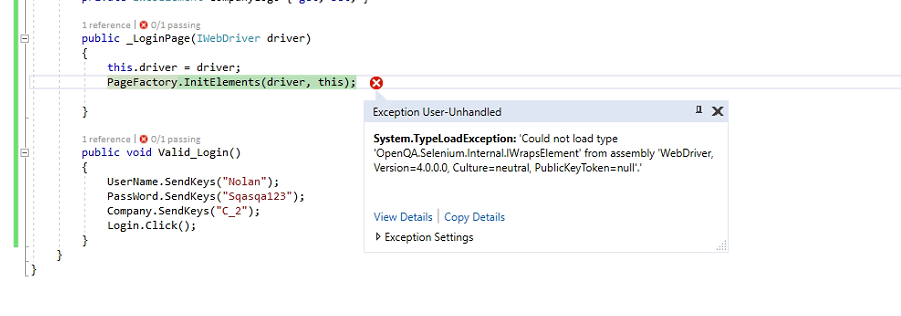 1 reference | 0/1 passing
public _LoginPage(IWebDriver driver)
{
this.driver = driver;
PageFactory.InitElements(driver, this);
}
1 reference | 0/1 passing
public void Valid_Login()
{
UserName.SendKeys("Nolan");
PassWord.SendKeys("Sqasqa123");
Company.SendKeys("C_2");
Login.Click();
}
}
}
Exception User-Unhandled
System.TypeLoadException: 'Could not load type
'OpenQA.Selenium.Internal.IWrapsElement' from assembly 'WebDriver,
Version=4.0.0.0, Culture=neutral, PublicKeyToken=null'.'
View Details | Copy Details
Exception Settings